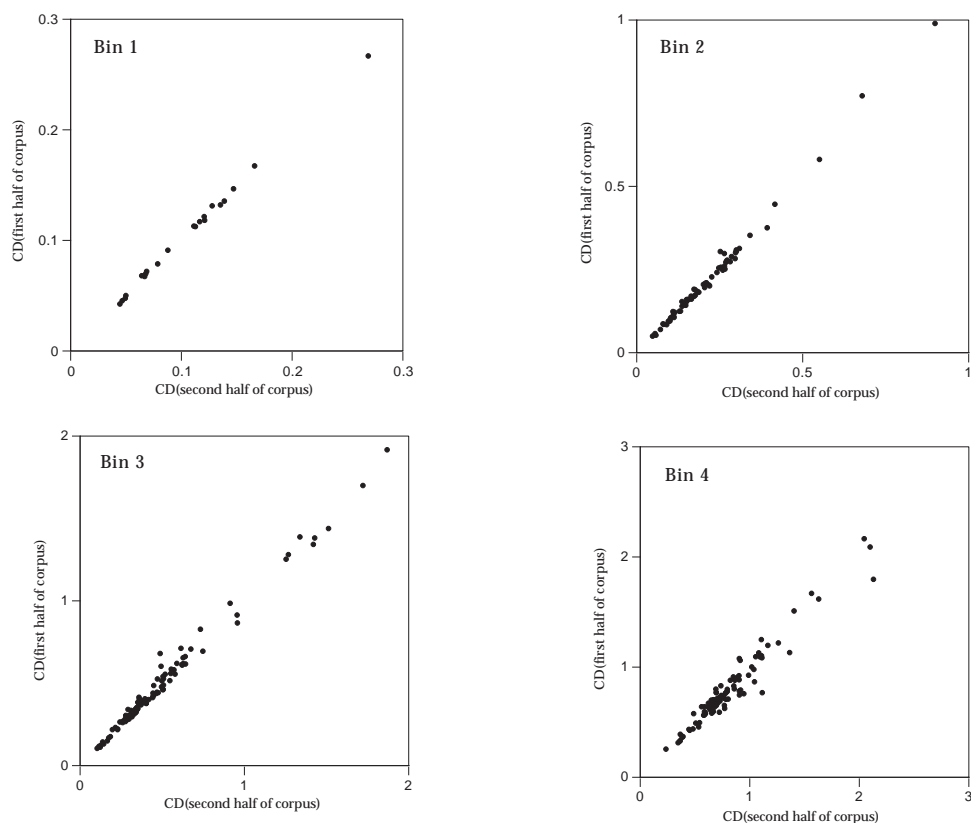 Bin 1
0.3
0.2
0.1
0
0
0.1
0.2
0.3
CD(first half of corpus)
CD(second half of corpus)
Bin 2
1
0.5
0
0.5
1
CD(first half of corpus)
CD(second half of corpus)
Bin 3
2
1
0
0
1
2
CD(first half of corpus)
CD(second half of corpus)
Bin 4
3
2
1
0
0
1
2
3
CD(first half of corpus)
CD(second half of corpus)